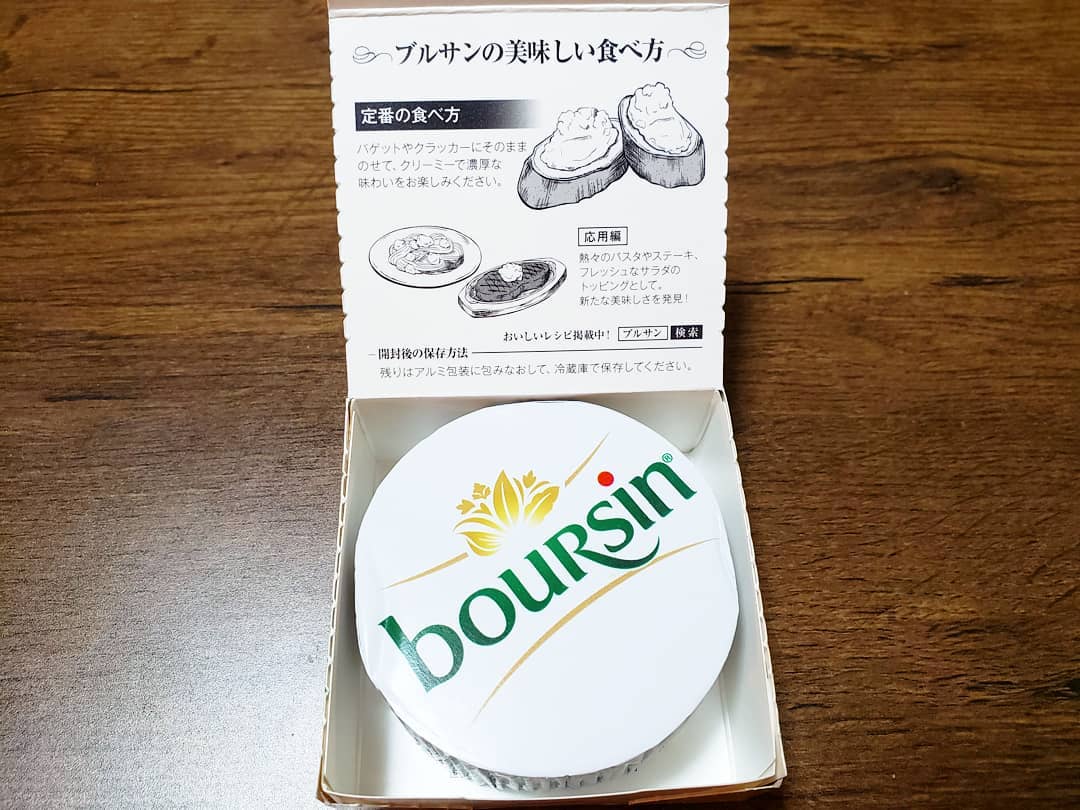 ブルサンの美味しい食べ方
定番の食べ方
バゲットやクラッカーにそのまま
のせて、クリーミーで濃厚な
味わいをお楽しみください。
応用編
熱々のパスタやステーキ、
フレッシュなサラダの
トッピングとして。
新たな美味しさを発見!
おいしいレシピ掲載中! ブルサン 検索
開封後の保存方法
残りはアルミ包装に包みなおして、冷蔵庫で保存してください。
boursin®